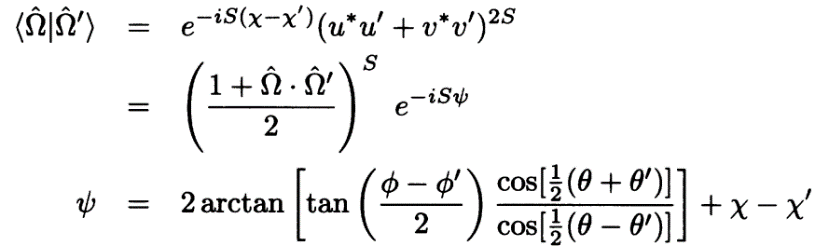 ⟨Ω̂|Ω̂′⟩ = e^{-iS(χ-χ′)}(u*u′ + v*v′)^{2S}
= ((1 + Ω̂ · Ω̂′)/2)^S e^{-iSψ}
ψ = 2 arctan [tan ((ϕ - ϕ′)/2) cos[½(θ + θ′)]/cos[½(θ - θ′)]] + χ - χ′